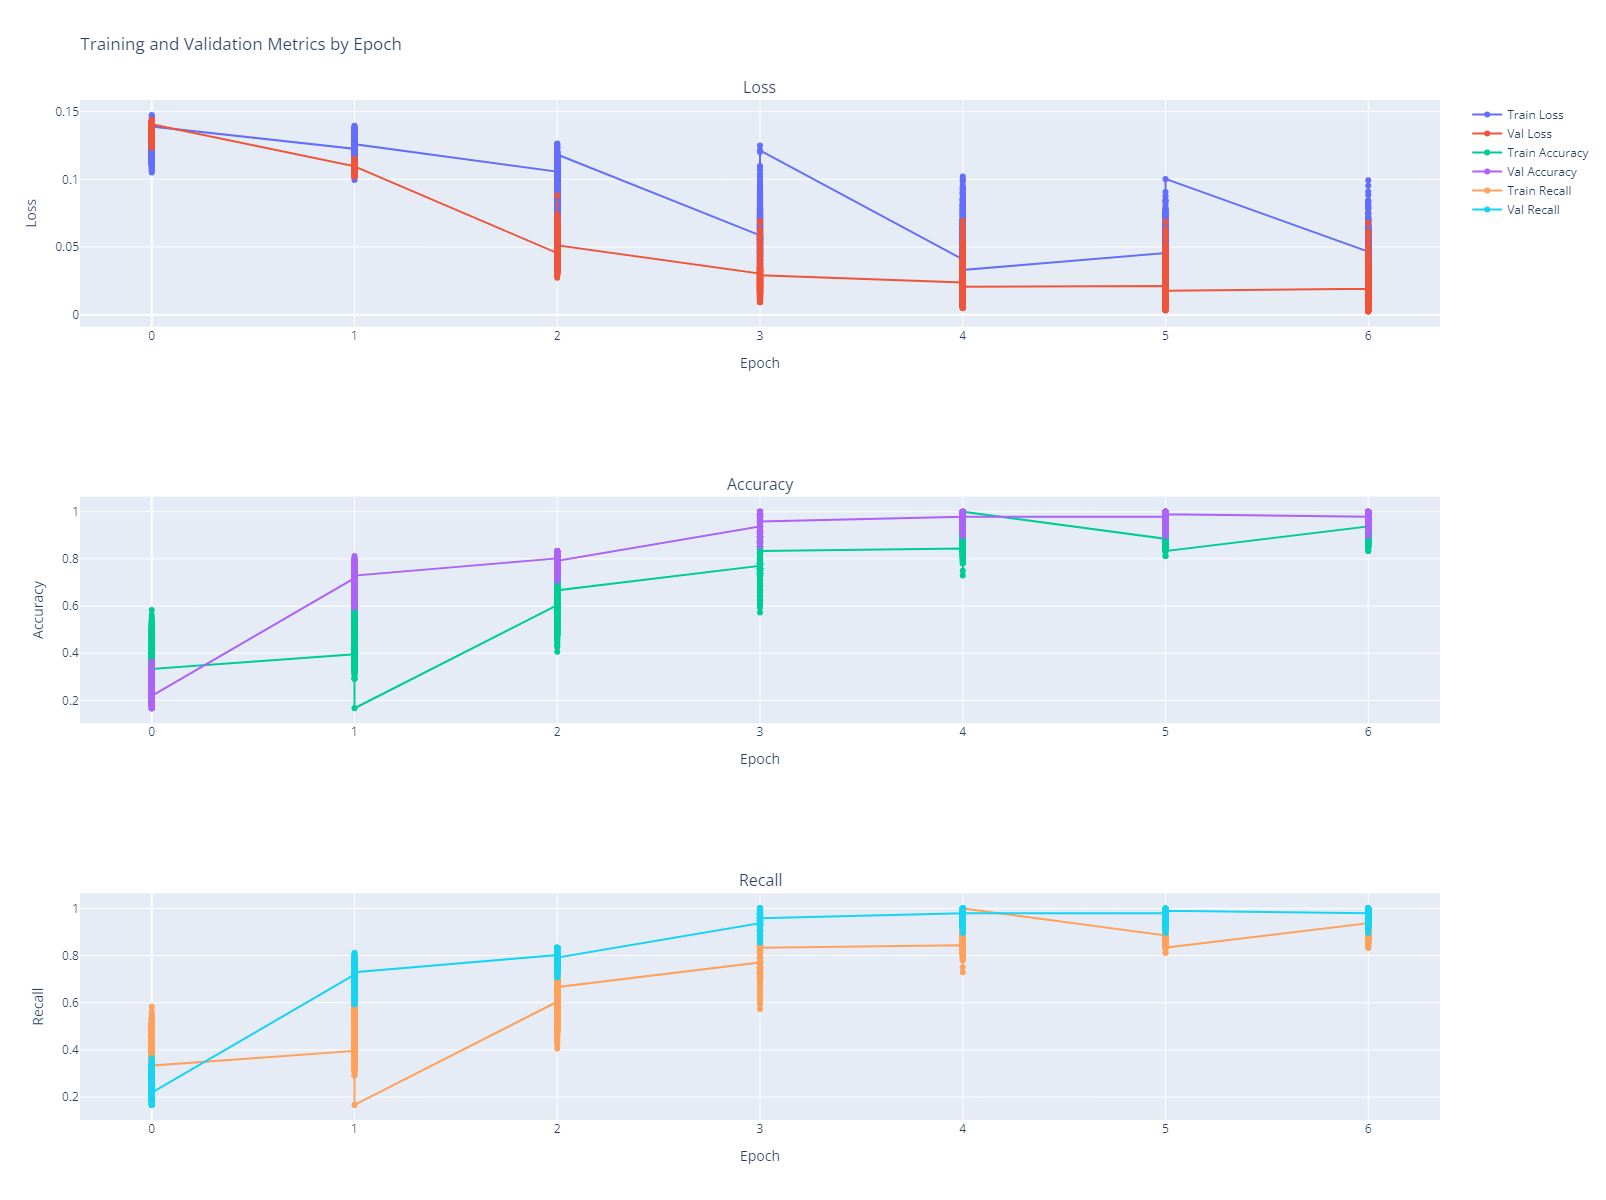 Training and Validation Metrics by Epoch
Loss
0.15
0.1
0.05
0
Loss
0 1 2 3 4 5 6
Epoch
Train Loss
Val Loss
Train Accuracy
Val Accuracy
Train Recall
Val Recall
Accuracy
1
0.8
0.6
0.4
0.2
Accuracy
0 1 2 3 4 5 6
Epoch
Recall
1
0.8
0.6
0.4
0.2
Recall
0 1 2 3 4 5 6
Epoch